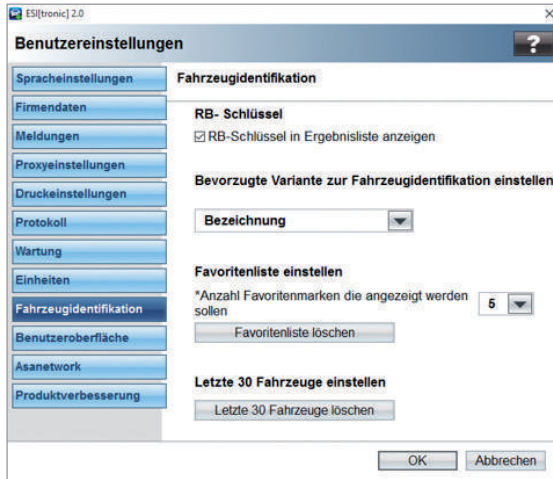 ESI[tronic] 2.0
Benutzereinstellungen
?
Spracheinstellungen
Firmendaten
Meldungen
Proxyeinstellungen
Druckeinstellungen
Protokoll
Wartung
Einheiten
Fahrzeugidentifikation
Benutzeroberfläche
Asanetwork
Produktverbesserung
Fahrzeugidentifikation
RB- Schlüssel
RB-Schlüssel in Ergebnisliste anzeigen
Bevorzugte Variante zur Fahrzeugidentifikation einstellen
Bezeichnung
Favoritenliste einstellen
*Anzahl Favoritenmarken die angezeigt werden
sollen
5
Favoritenliste löschen
Letzte 30 Fahrzeuge einstellen
Letzte 30 Fahrzeuge löschen
OK
Abbrechen